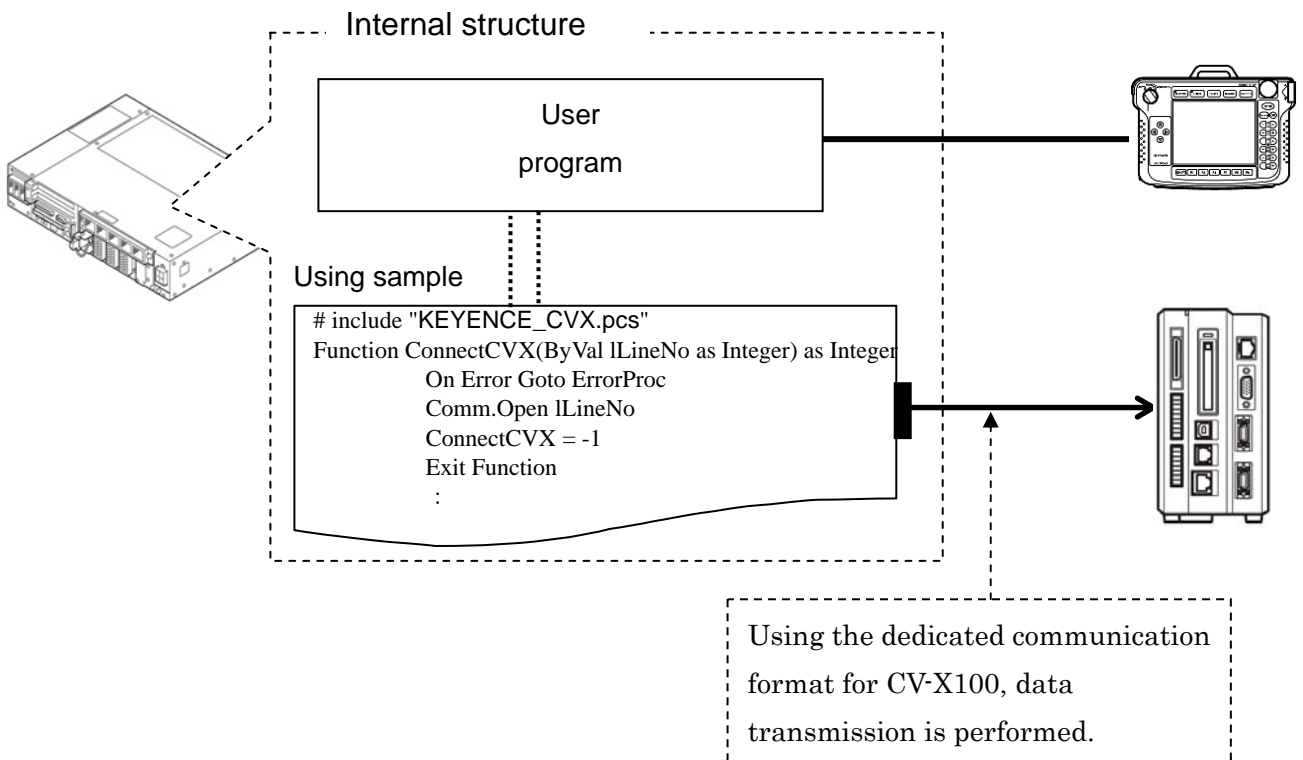 Internal structure
User
program
Using sample
# include "KEYENCE_CVX.pcs"
Function ConnectCVX(ByVal lLineNo as Integer) as Integer
On Error Goto ErrorProc
Comm.Open lLineNo
ConnectCVX = -1
Exit Function
:
Using the dedicated communication
format for CV-X100, data
transmission is performed.